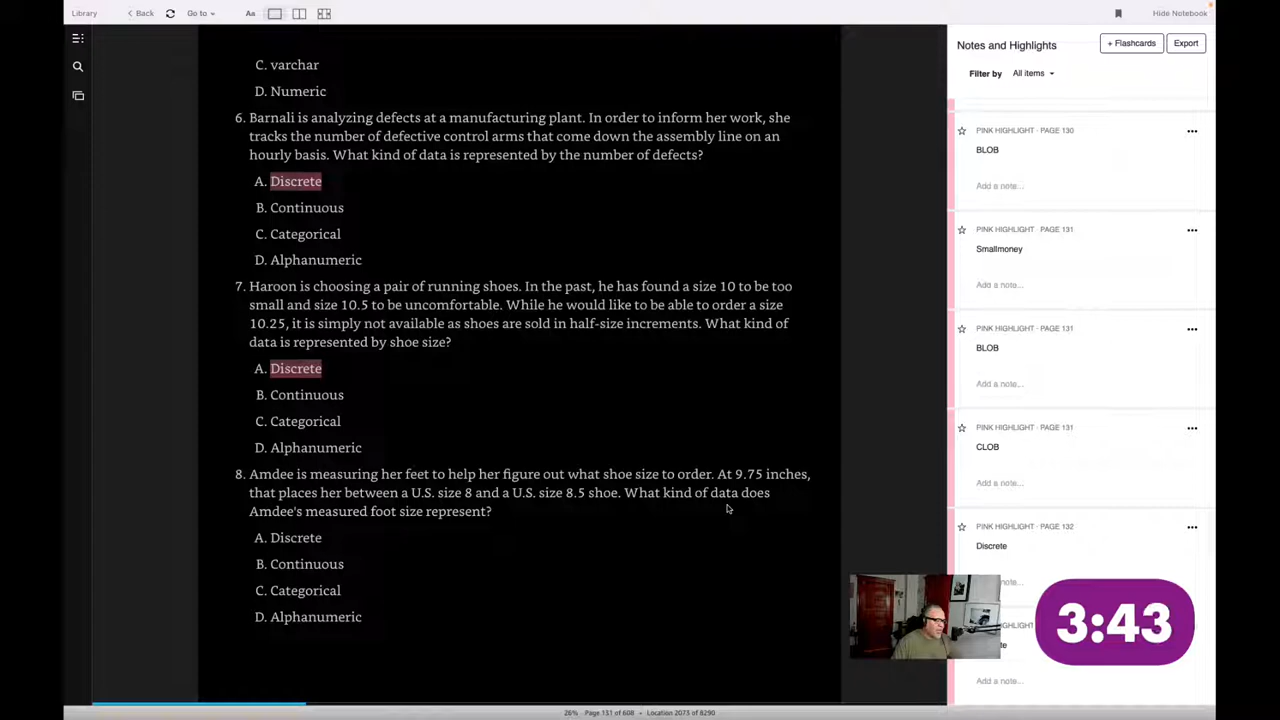 Library
Back
Go to
Aa
Hide Notebook
C. varchar
D. Numeric
6. Barnali is analyzing defects at a manufacturing plant. In order to inform her work, she
tracks the number of defective control arms that come down the assembly line on an
hourly basis. What kind of data is represented by the number of defects?
A. Discrete
B. Continuous
C. Categorical
D. Alphanumeric
7. Haroon is choosing a pair of running shoes. In the past, he has found a size 10 to be too
small and size 10.5 to be uncomfortable. While he would like to be able to order a size
10.25, it is simply not available as shoes are sold in half-size increments. What kind of
data is represented by shoe size?
A. Discrete
B. Continuous
C. Categorical
D. Alphanumeric
8. Amdee is measuring her feet to help her figure out what shoe size to order. At 9.75 inches,
that places her between a U.S. size 8 and a U.S. size 8.5 shoe. What kind of data does
Amdee's measured foot size represent?
A. Discrete
B. Continuous
C. Categorical
D. Alphanumeric
26% • Page 131 of 608 • Location 2073 of 8290
Notes and Highlights
+ Flashcards
Export
Filter by All items
PINK HIGHLIGHT · PAGE 130
BLOB
Add a note...
PINK HIGHLIGHT · PAGE 131
Smallmoney
Add a note...
PINK HIGHLIGHT · PAGE 131
BLOB
Add a note...
PINK HIGHLIGHT · PAGE 131
CLOB
Add a note...
PINK HIGHLIGHT · PAGE 132
Discrete
Add a note...
3:43